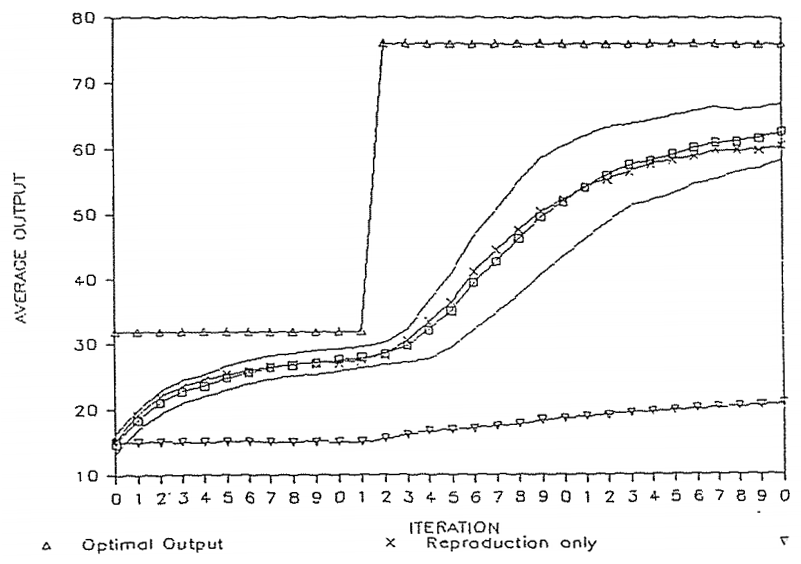 80
70
60
50
40
30
20
10
AVERAGE OUTPUT
0 1 2 3 4 5 6 7 8 9 0 1 2 3 4 5 6 7 8 9 0 1 2 3 4 5 6 7 8 9 0
ITERATION
△ Optimal Output × Reproduction only ▽